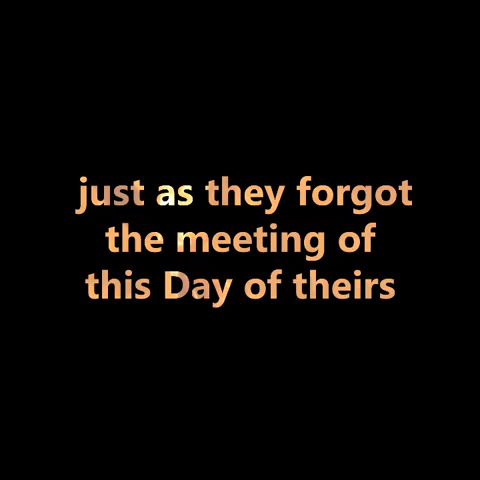 just as they forgot
the meeting of
this Day of theirs